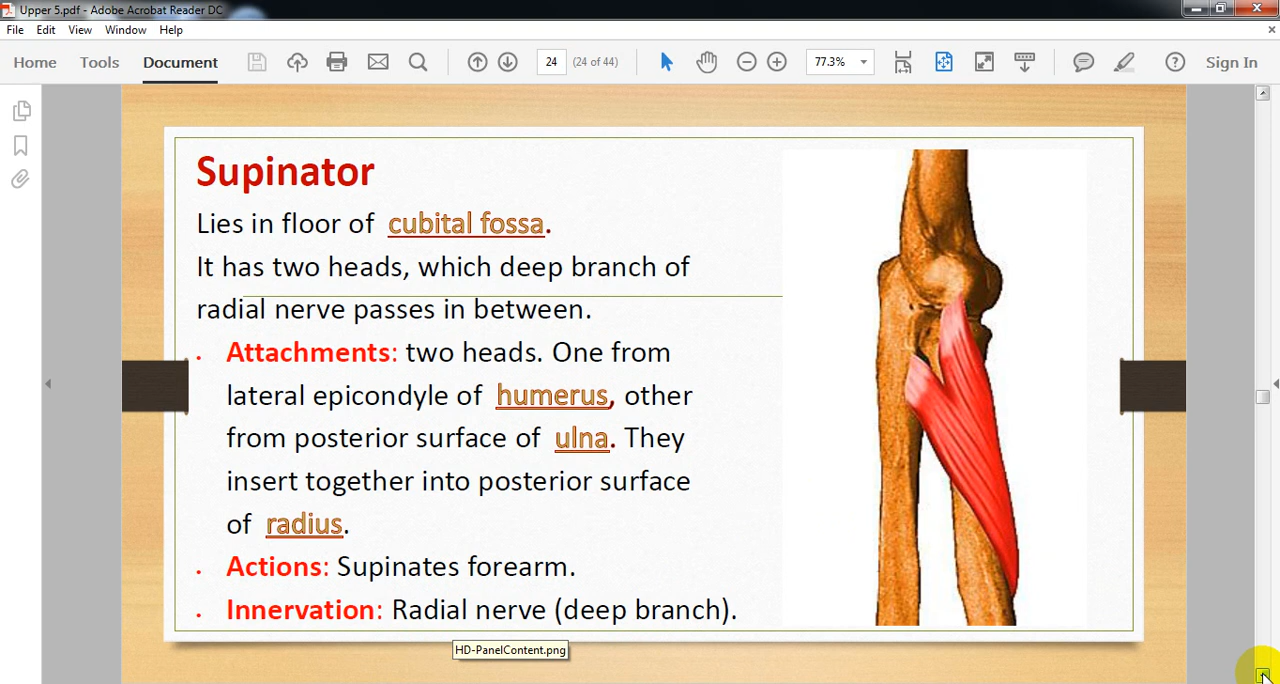 Upper 5.pdf - Adobe Acrobat Reader DC
File Edit View Window Help
Home Tools Document 24 (24 of 44) 77.3% Sign In
Supinator
Lies in floor of cubital fossa.
It has two heads, which deep branch of
radial nerve passes in between.
• Attachments: two heads. One from
lateral epicondyle of humerus, other
from posterior surface of ulna. They
insert together into posterior surface
of radius.
• Actions: Supinates forearm.
• Innervation: Radial nerve (deep branch).
HD-PanelContent.png